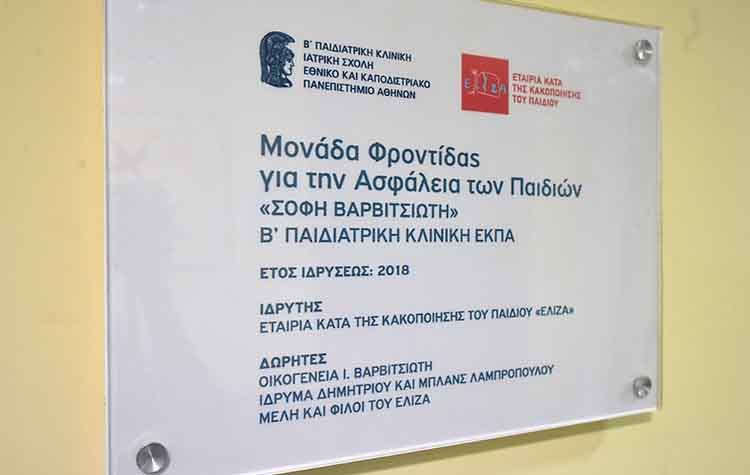 Β' ΠΑΙΔΙΑΤΡΙΚΗ ΚΛΙΝΙΚΗ
ΙΑΤΡΙΚΗ ΣΧΟΛΗ
ΕΘΝΙΚΟ ΚΑΙ ΚΑΠΟΔΙΣΤΡΙΑΚΟ
ΠΑΝΕΠΙΣΤΗΜΙΟ ΑΘΗΝΩΝ
ΕΛΙΖΑ
ΕΤΑΙΡΙΑ ΚΑΤΑ
ΤΗΣ ΚΑΚΟΠΟΙΗΣΗΣ
ΤΟΥ ΠΑΙΔΙΟΥ
Μονάδα Φροντίδας
για την Ασφάλεια των Παιδιών
«ΣΟΦΗ ΒΑΡΒΙΤΣΙΩΤΗ»
Β' ΠΑΙΔΙΑΤΡΙΚΗ ΚΛΙΝΙΚΗ ΕΚΠΑ
ΕΤΟΣ ΙΔΡΥΣΕΩΣ: 2018
ΙΔΡΥΤΗΣ
ΕΤΑΙΡΙΑ ΚΑΤΑ ΤΗΣ ΚΑΚΟΠΟΙΗΣΗΣ ΤΟΥ ΠΑΙΔΙΟΥ «ΕΛΙΖΑ»
ΔΩΡΗΤΕΣ
ΟΙΚΟΓΕΝΕΙΑ Ι. ΒΑΡΒΙΤΣΙΩΤΗ
ΙΔΡΥΜΑ ΔΗΜΗΤΡΙΟΥ ΚΑΙ ΜΠΛΑΝΣ ΛΑΜΠΡΟΠΟΥΛΟΥ
ΜΕΛΗ ΚΑΙ ΦΙΛΟΙ ΤΟΥ ΕΛΙΖΑ